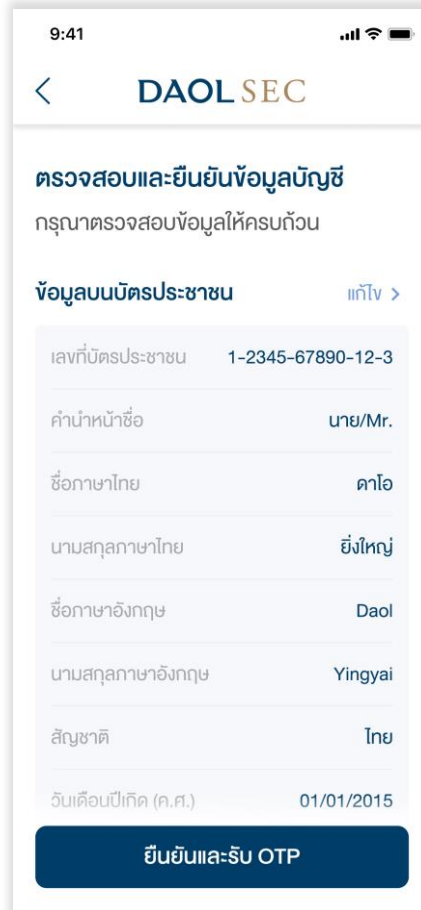 9:41
DAOL SEC
ตรวจสอบและยืนยันข้อมูลบัญชี
กรุณาตรวจสอบข้อมูลให้ครบถ้วน
ข้อมูลบนบัตรประชาชน แก้ไข >
เลขที่บัตรประชาชน 1-2345-67890-12-3
คำนำหน้าชื่อ นาย/Mr.
ชื่อภาษาไทย ดาโอ
นามสกุลภาษาไทย ยิ่งใหญ่
ชื่อภาษาอังกฤษ Daol
นามสกุลภาษาอังกฤษ Yingyai
สัญชาติ ไทย
วันเดือนปีเกิด (ค.ศ.) 01/01/2015
ยืนยันและรับ OTP